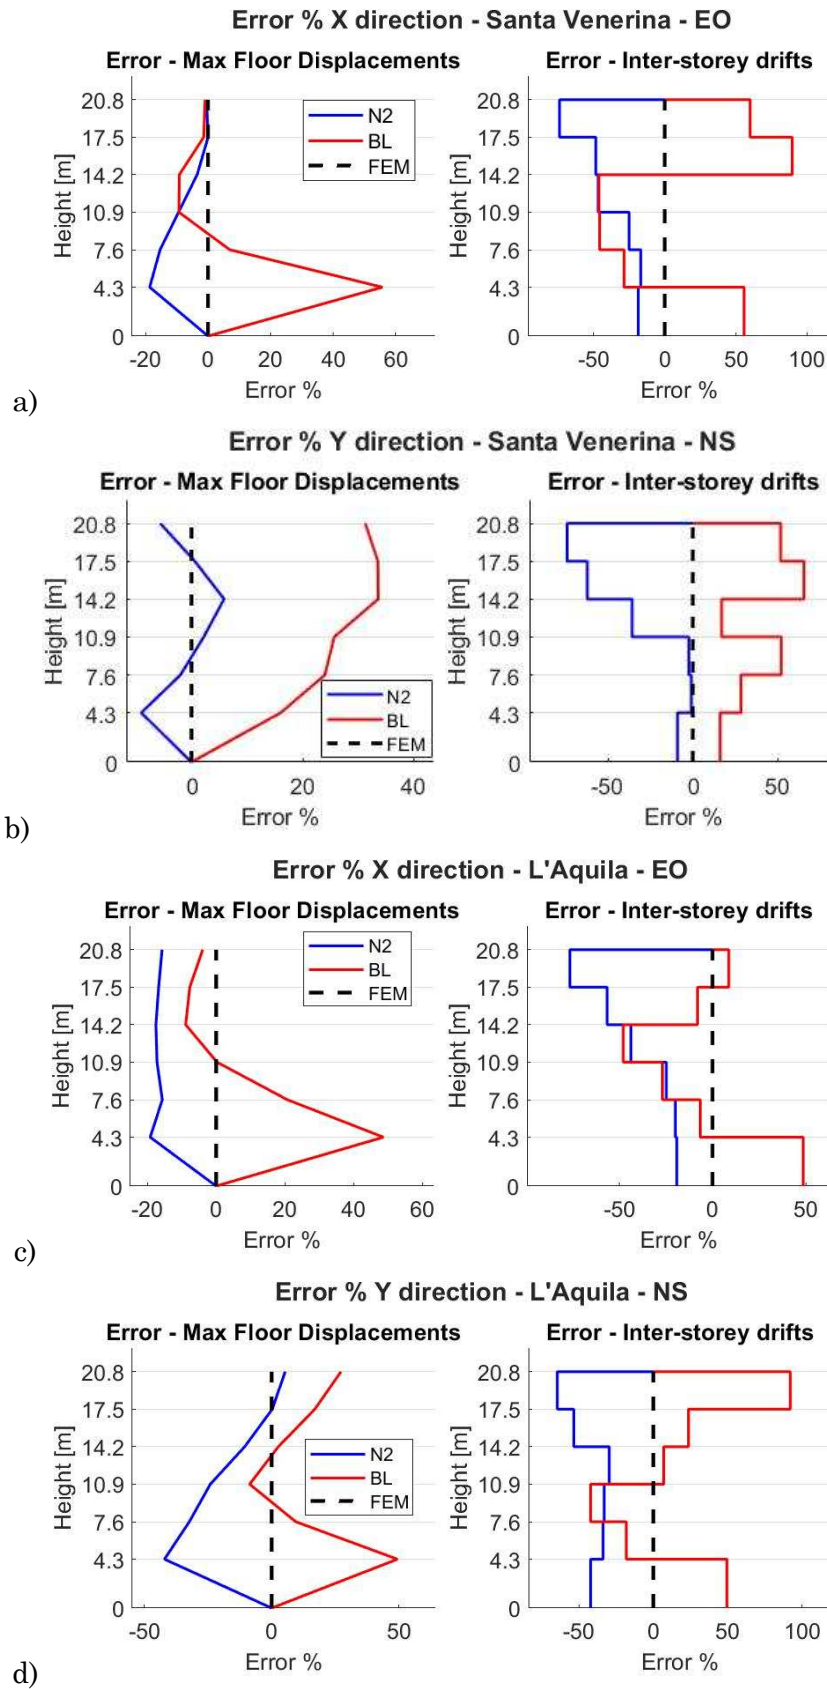 Error % X direction - Santa Venerina - EO
Error - Max Floor Displacements
Error - Inter-storey drifts
20.8
17.5
14.2
10.9
7.6
4.3
0
Height [m]
N2
BL
FEM
-20 0 20 40 60
Error %
20.8
17.5
14.2
10.9
7.6
4.3
0
Height [m]
-50 0 50 100
Error %
a)
Error % Y direction - Santa Venerina - NS
Error - Max Floor Displacements
Error - Inter-storey drifts
20.8
17.5
14.2
10.9
7.6
4.3
0
Height [m]
N2
BL
FEM
0 20 40
Error %
20.8
17.5
14.2
10.9
7.6
4.3
0
Height [m]
-50 0 50
Error %
b)
Error % X direction - L'Aquila - EO
Error - Max Floor Displacements
Error - Inter-storey drifts
20.8
17.5
14.2
10.9
7.6
4.3
0
Height [m]
N2
BL
FEM
-20 0 20 40 60
Error %
20.8
17.5
14.2
10.9
7.6
4.3
0
Height [m]
-50 0 50
Error %
c)
Error % Y direction - L'Aquila - NS
Error - Max Floor Displacements
Error - Inter-storey drifts
20.8
17.5
14.2
10.9
7.6
4.3
0
Height [m]
N2
BL
FEM
-50 0 50
Error %
20.8
17.5
14.2
10.9
7.6
4.3
0
Height [m]
-50 0 50 100
Error %
d)